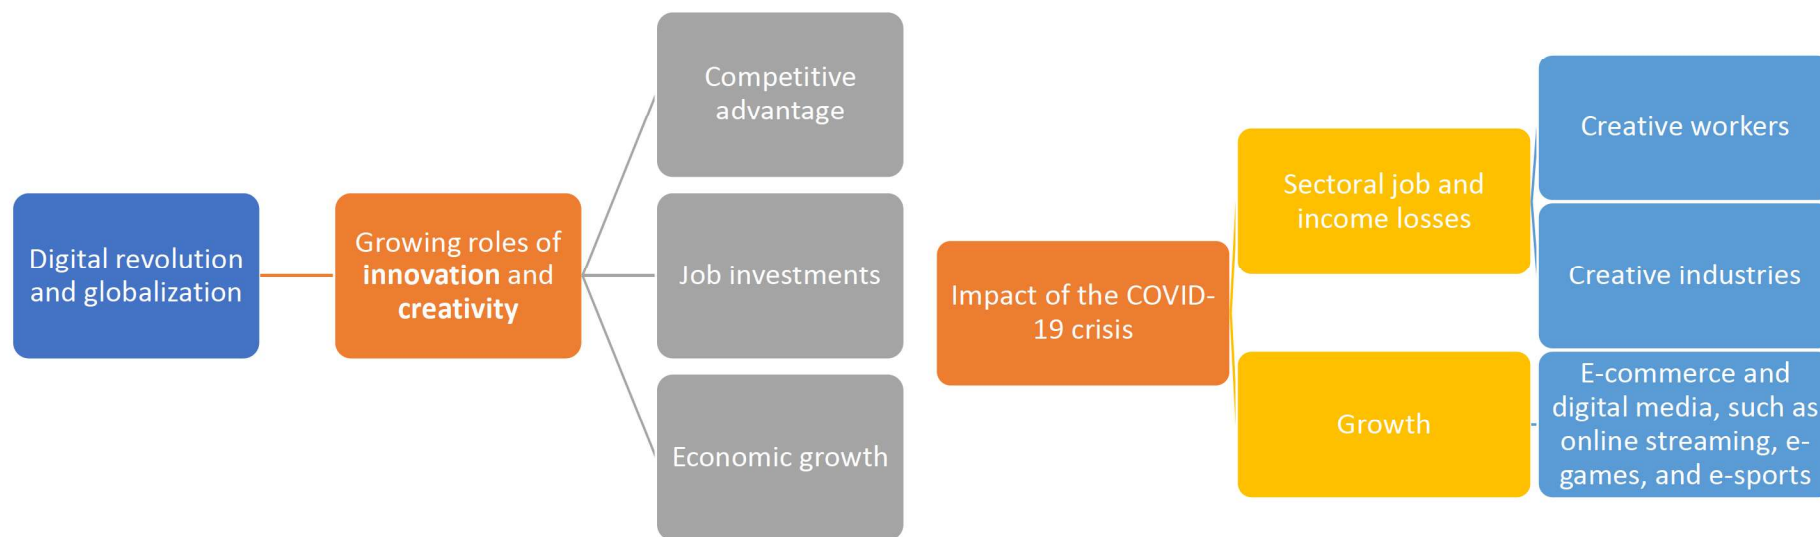 Digital revolution
and globalization
Growing roles of
innovation and
creativity
Competitive
advantage
Job investments
Economic growth
Impact of the COVID-
19 crisis
Sectoral job and
income losses
Creative workers
Creative industries
Growth
E-commerce and
digital media, such as
online streaming, e-
games, and e-sports